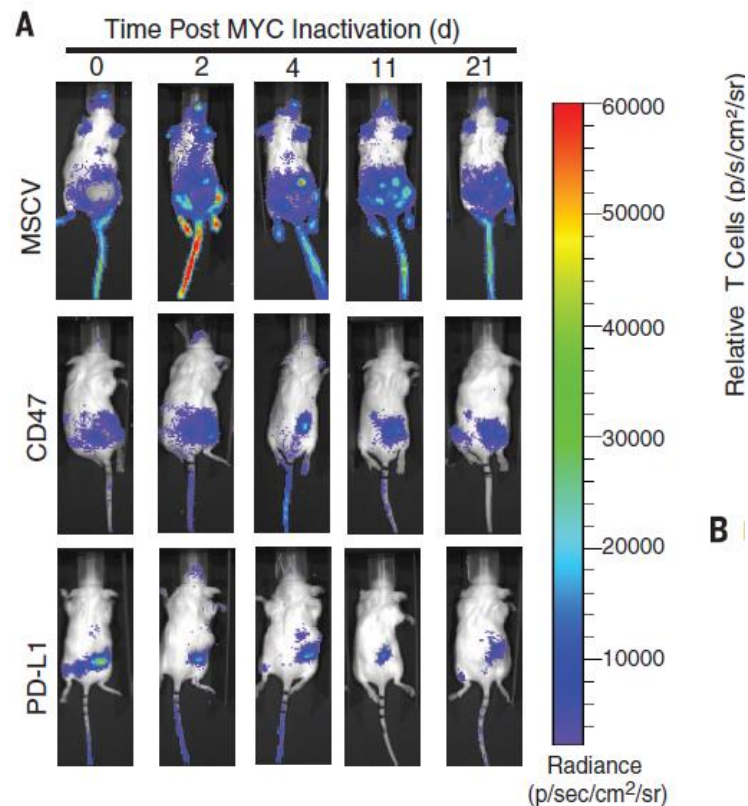 A
Time Post MYC Inactivation (d)
0 2 4 11 21
MSCV
CD47
PD-L1
60000
50000
40000
30000
20000
10000
Radiance
(p/sec/cm²/sr)
Relative T Cells (p/s/cm²/sr)
B